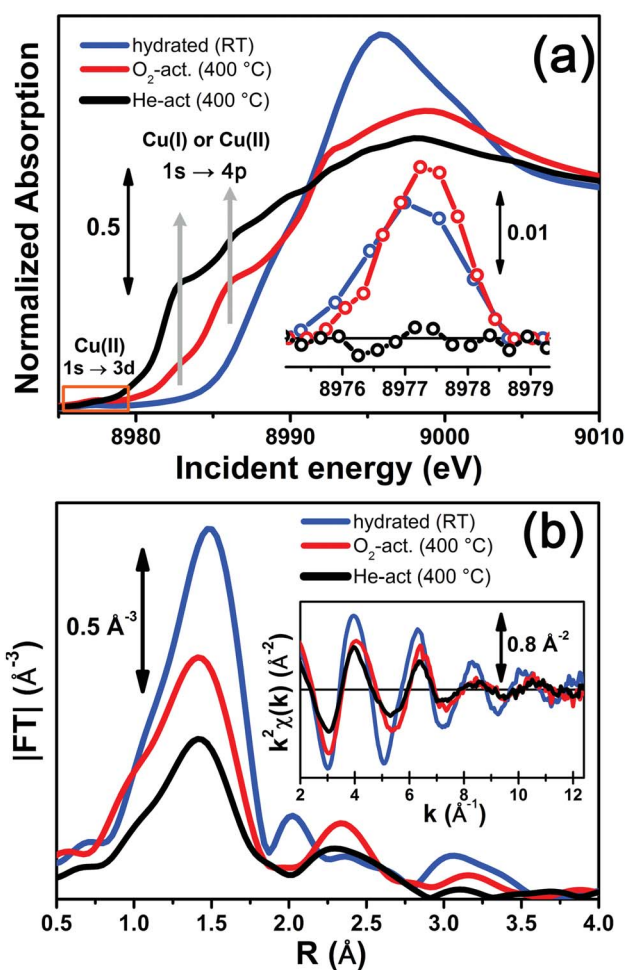 (a)
hydrated (RT)
O₂-act. (400 °C)
He-act (400 °C)
Cu(I) or Cu(II)
1s → 4p
0.5
0.01
Cu(II)
1s → 3d
8976 8977 8978 8979
Normalized Absorption
8980 8990 9000 9010
Incident energy (eV)
(b)
hydrated (RT)
O₂-act. (400 °C)
He-act (400 °C)
0.5 Å⁻³
0.8 Å⁻²
k²χ(k) (Å⁻²)
2 4 6 8 10 12
k (Å⁻¹)
|FT| (Å⁻³)
0.5 1.0 1.5 2.0 2.5 3.0 3.5 4.0
R (Å)